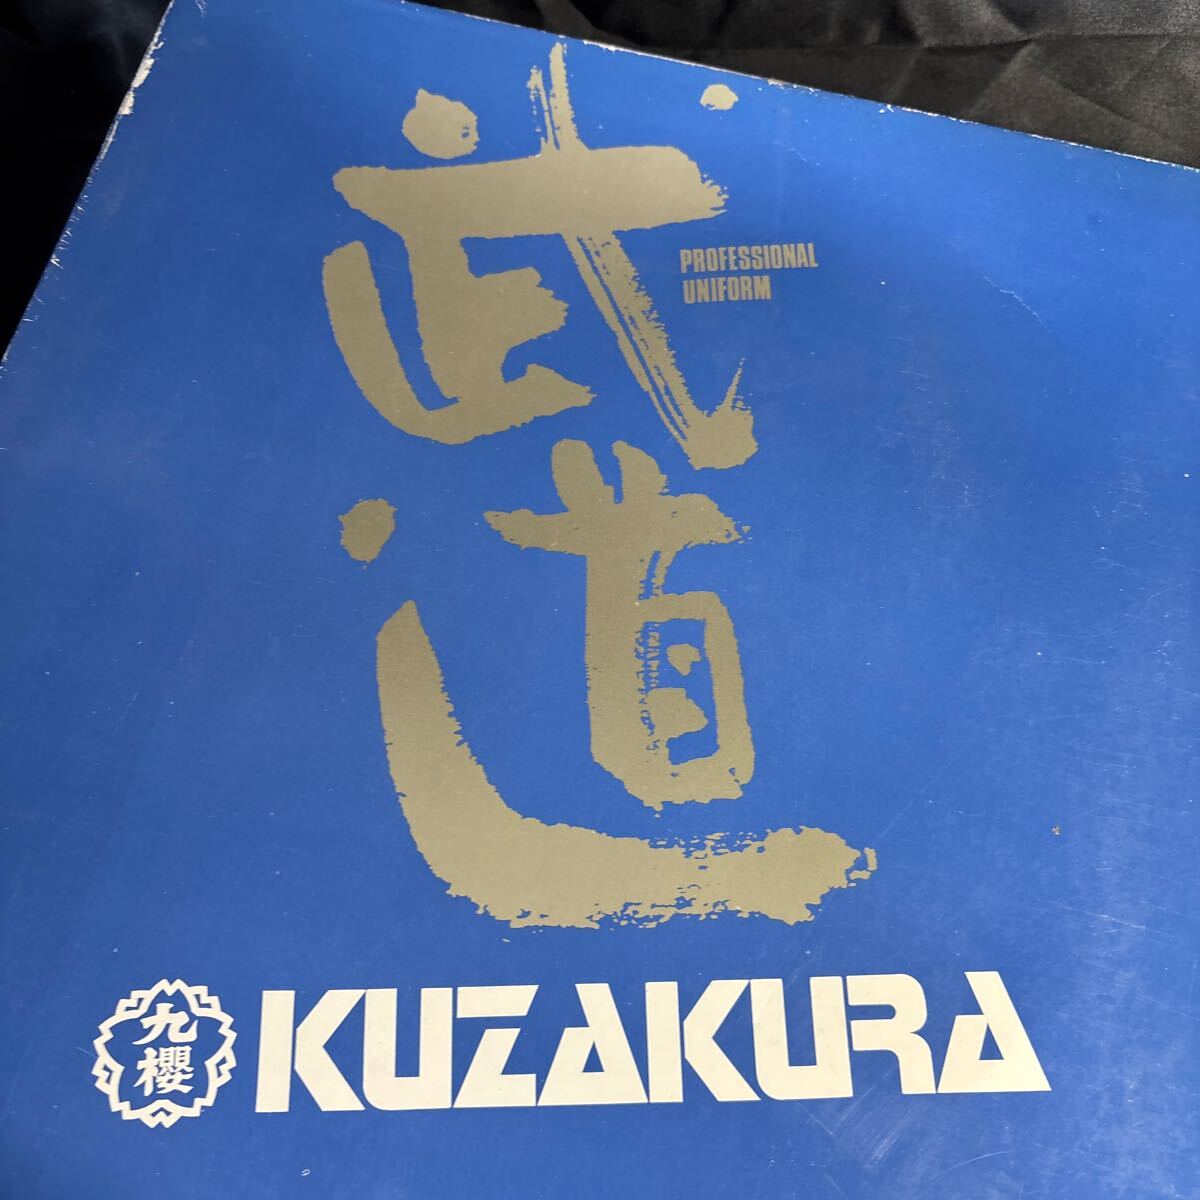 武道
PROFESSIONAL
UNIFORM
九櫻
KUZAKURA